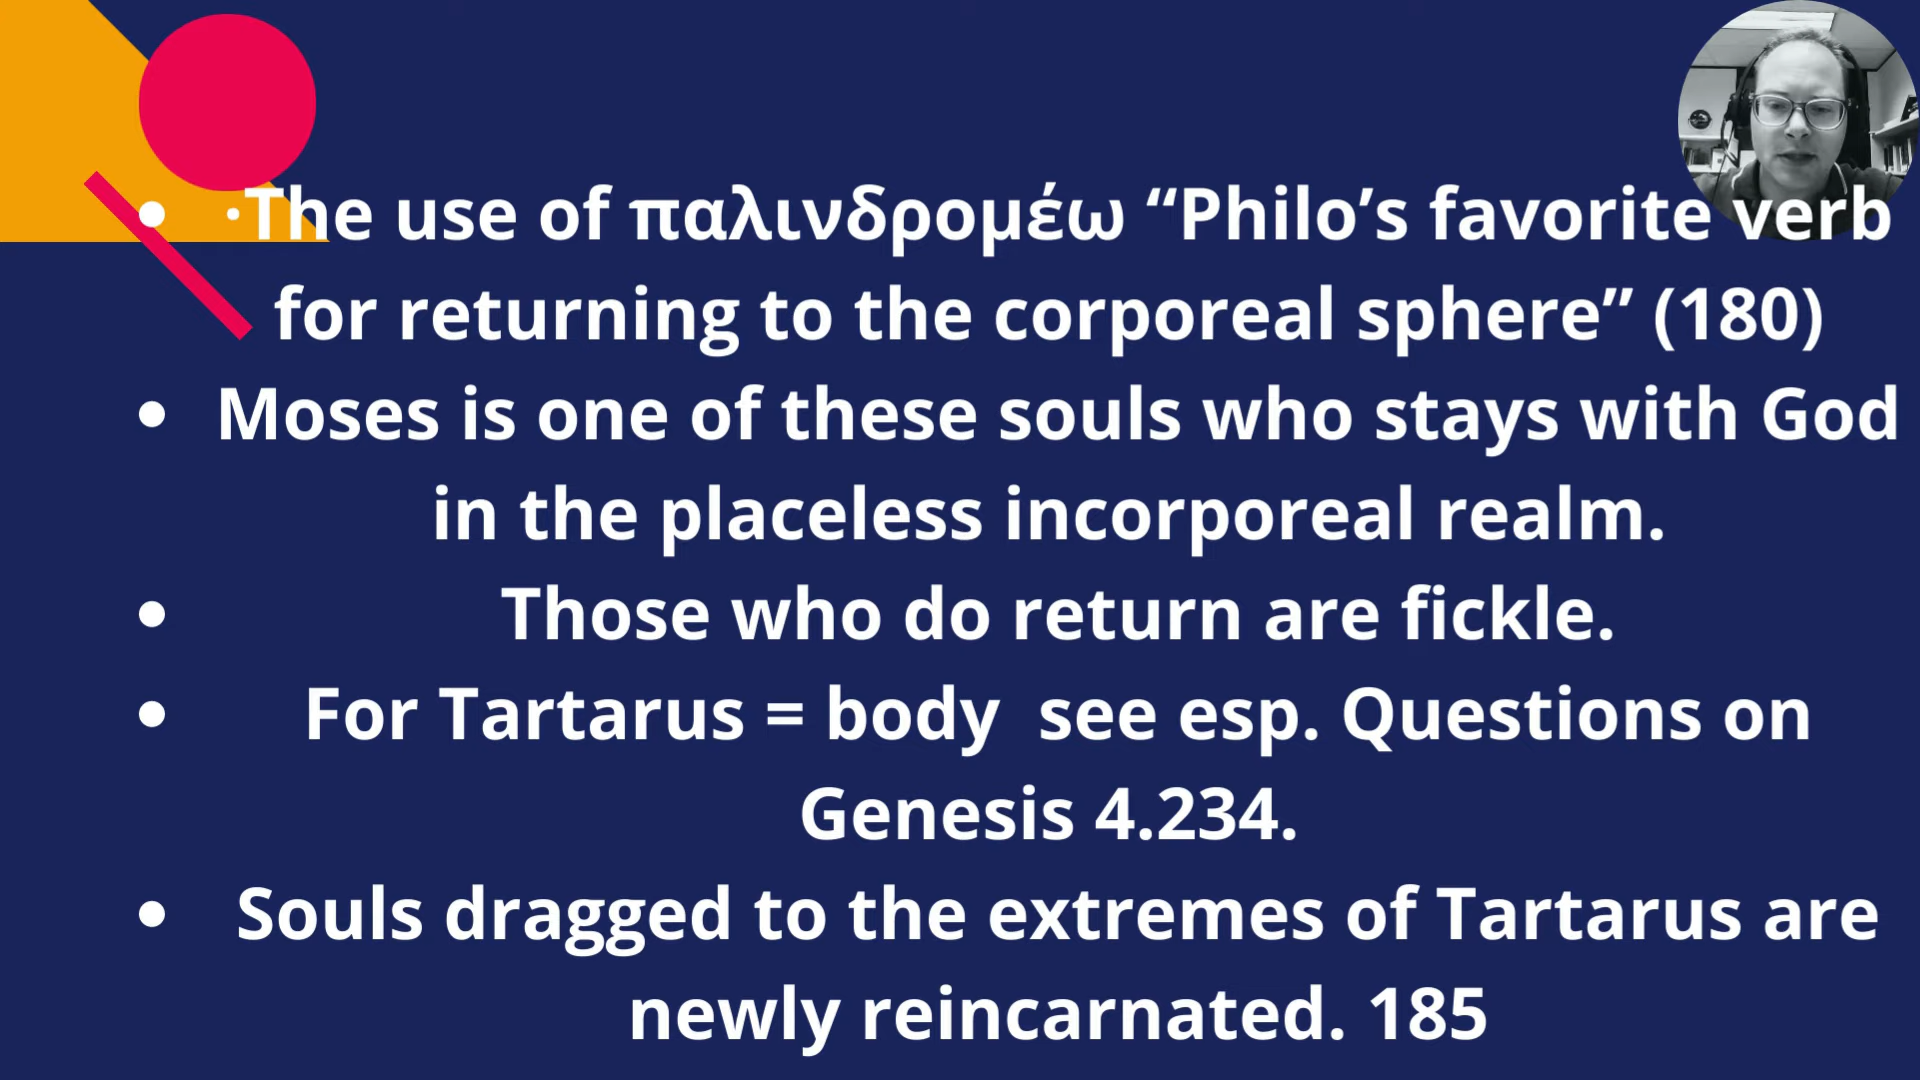 • ·The use of παλινδρομέω “Philo’s favorite verb
for returning to the corporeal sphere” (180)
• Moses is one of these souls who stays with God
in the placeless incorporeal realm.
• Those who do return are fickle.
• For Tartarus = body  see esp. Questions on
Genesis 4.234.
• Souls dragged to the extremes of Tartarus are
newly reincarnated. 185